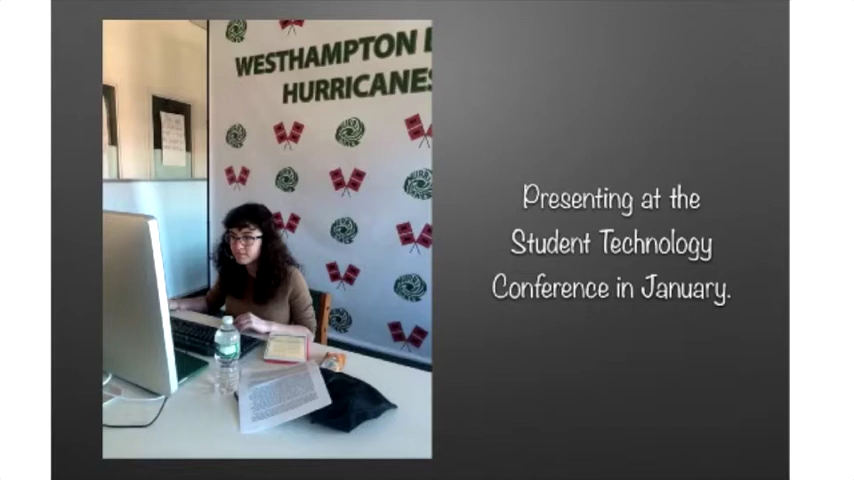 WESTHAMPTON
HURRICANES
Presenting at the
Student Technology
Conference in January.